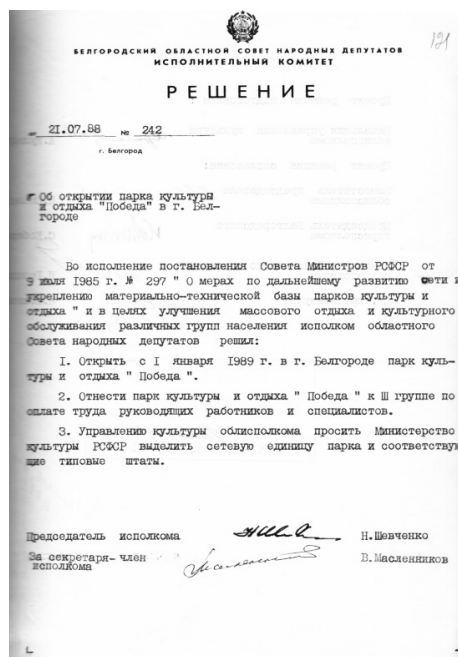 121
БЕЛГОРОДСКИЙ ОБЛАСТНОЙ СОВЕТ НАРОДНЫХ ДЕПУТАТОВ
ИСПОЛНИТЕЛЬНЫЙ КОМИТЕТ
РЕШЕНИЕ
21.07.88 № 242
г. Белгород
Об открытии парка культуры
и отдыха "Победа" в г. Бел-
городе
Во исполнение постановления Совета Министров РСФСР от
9 июля 1985 г. № 297 " О мерах по дальнейшему развитию сети и
укреплению материально-технической базы парков культуры и
отдыха " и в целях улучшения массового отдыха и культурного
обслуживания различных групп населения исполком областного
Совета народных депутатов решил:
I. Открыть с I января 1989 г. в г. Белгороде парк куль-
туры и отдыха " Победа ".
2. Отнести парк культуры и отдыха " Победа " к Ш группе по
оплате труда руководящих работников и специалистов.
3. Управлению культуры облисполкома просить Министерство
культуры РСФСР выделить сетевую единицу парка и соответствую
щие типовые штаты.
Председатель исполкома Н.Шевченко
За секретаря-член В.Масленников
исполкома